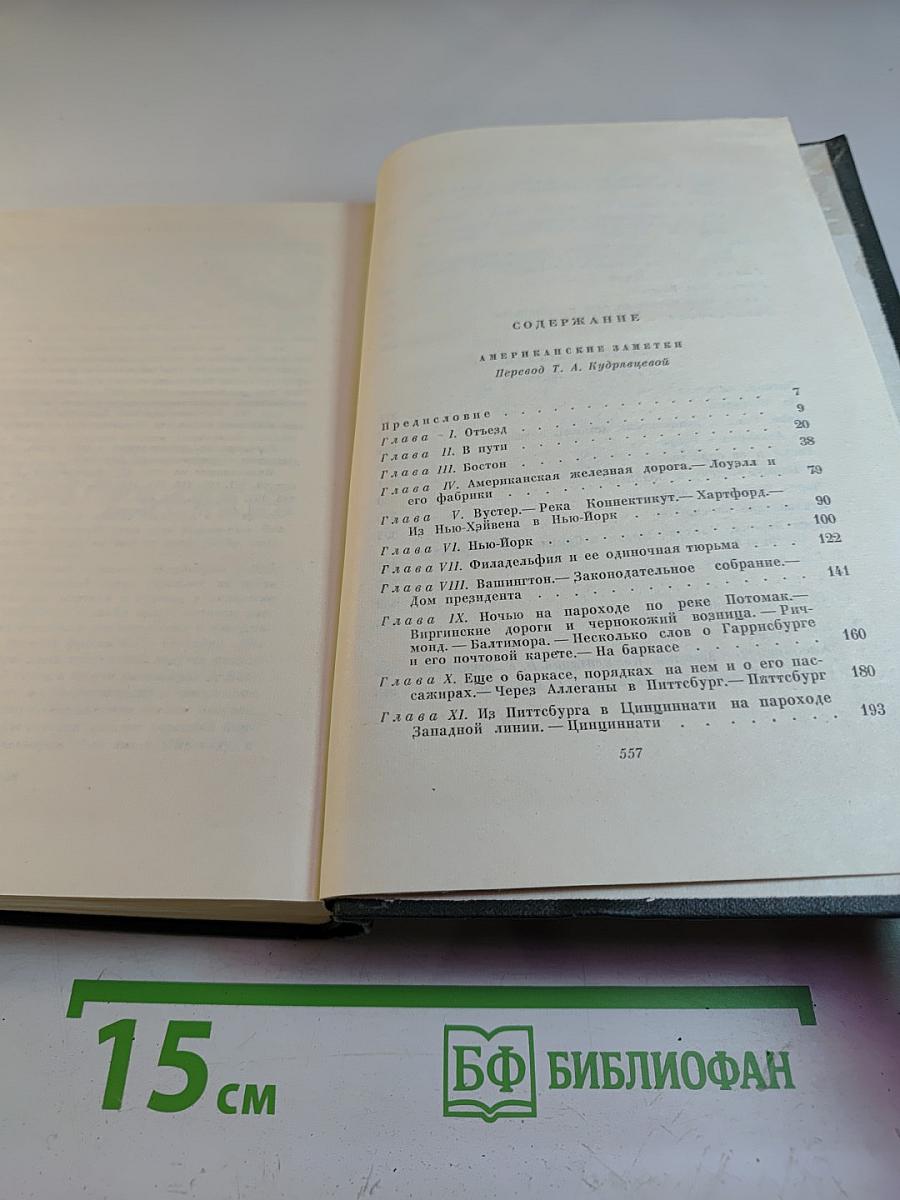 СОДЕРЖАНИЕ
АМЕРИКАНСКИЕ ЗАМЕТКИ
Перевод Т. А. Кудрявцевой
Предисловие . . . . . . . . . . . . . . 7
Глава I. Отъезд . . . . . . . . . . . . . 9
Глава II. В пути . . . . . . . . . . . . . 20
Глава III. Бостон . . . . . . . . . . . . . 38
Глава IV. Американская железная дорога.— Лоуэлл и
его фабрики . . . . . . . . . . . . . 79
Глава V. Вустер.— Река Коннектикут.— Хартфорд.—
Из Нью-Хэйвена в Нью-Йорк . . . . . . . 90
Глава VI. Нью-Йорк . . . . . . . . . . . . 100
Глава VII. Филадельфия и ее одиночная тюрьма . . . 122
Глава VIII. Вашингтон.— Законодательное собрание.—
Дом президента . . . . . . . . . . . . 141
Глава IX. Ночью на пароходе по реке Потомак.—
Виргинские дороги и чернокожий возница.— Рич-
монд.— Балтимора.— Несколько слов о Гаррисбурге
и его почтовой карете.— На баркасе . . . . . . 160
Глава X. Еще о баркасе, порядках на нем и о его пас-
сажирах.— Через Аллеганы в Питтсбург.— Питтсбург 180
Глава XI. Из Питтсбурга в Цинциннати на пароходе
Западной линии.— Цинциннати . . . . . . . . 193
557
15 см
БФ БИБЛИОФАН